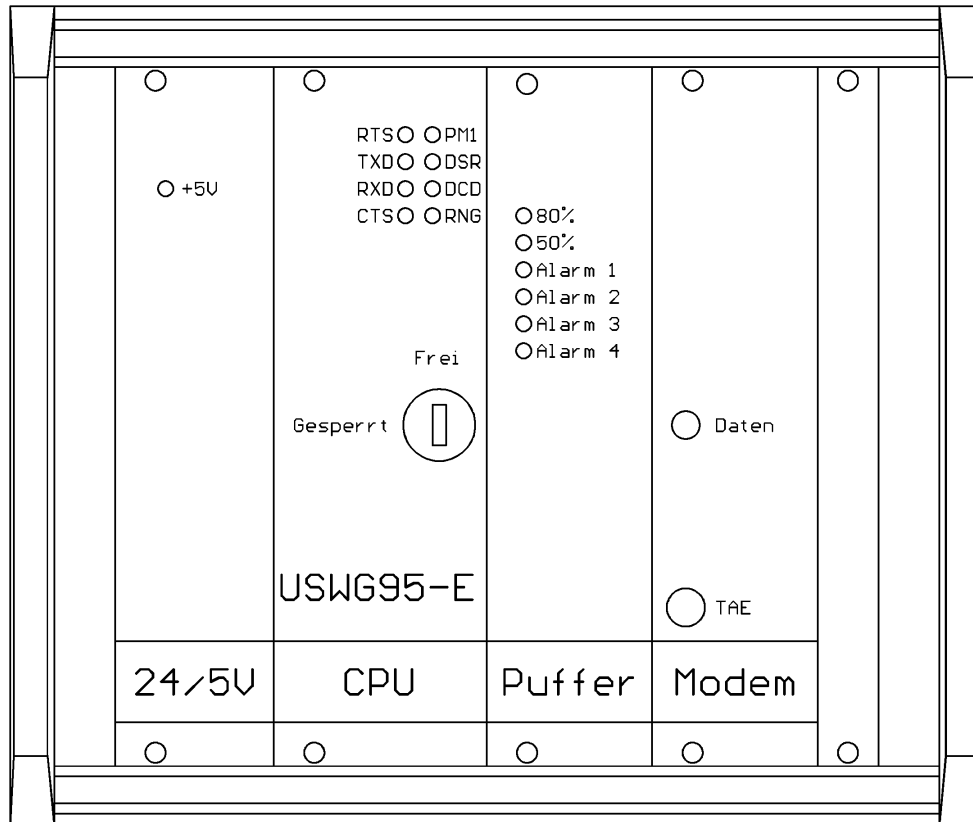 RTS PM1
TXD DSR
RXD DCD
CTS RNG
+5V
80%
50%
Alarm 1
Alarm 2
Alarm 3
Alarm 4
Frei
Gesperrt
Daten
USWG95-E
TAE
24/5V CPU Puffer Modem